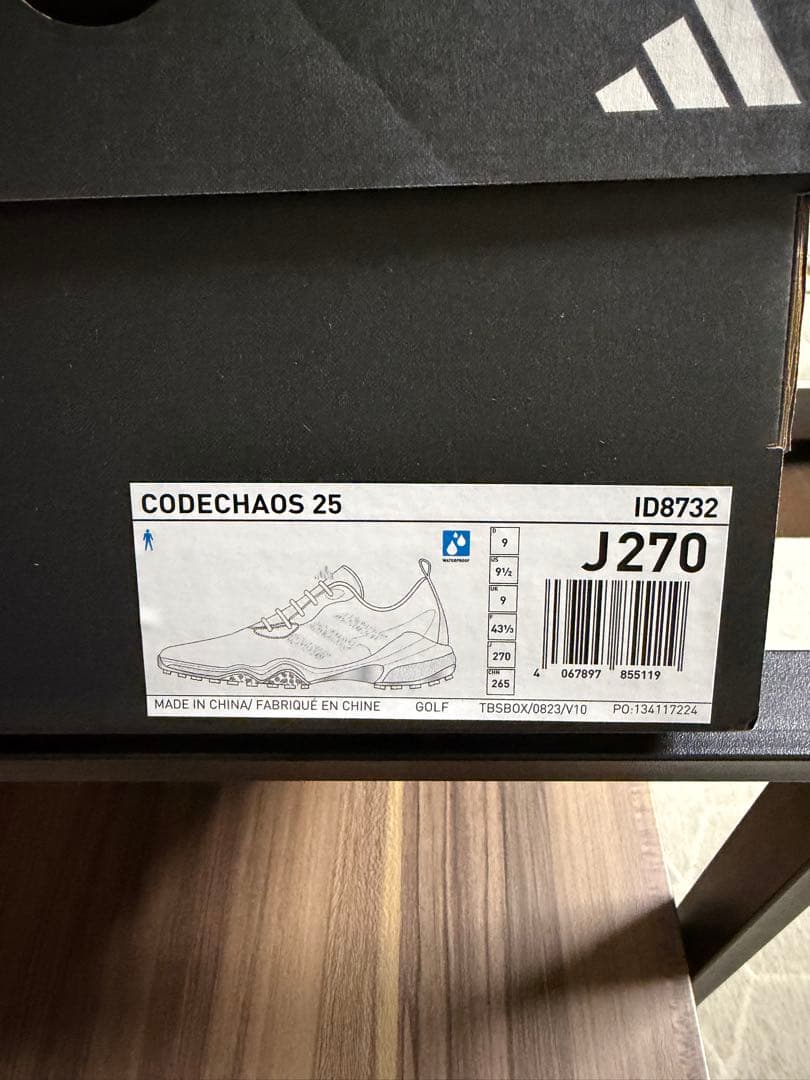 CODECHAOS 25 ID8732
WATERPROOF
D 9
US 9½
UK 9
F 43⅓
J 270
CHN 265
J 270
4 067897 855119
MADE IN CHINA/ FABRIQUÉ EN CHINE GOLF TBSBOX/0823/V10 PO:134117224